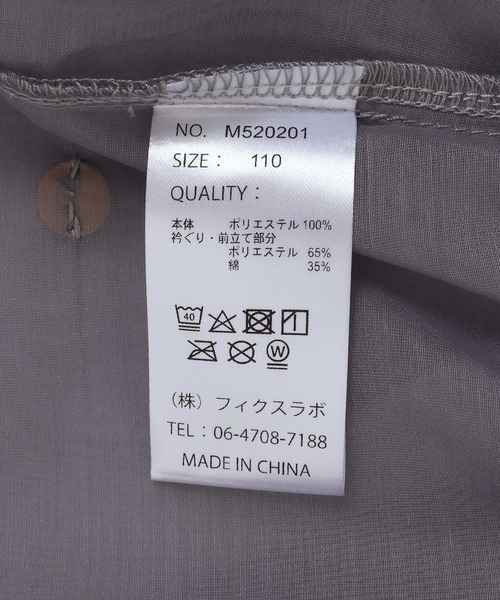 NO. M520201
SIZE： 110
QUALITY：
本体 ポリエステル 100%
衿ぐり・前立て部分
ポリエステル 65%
綿 35%
40
W
（株）フィクスラボ
TEL：06-4708-7188
MADE IN CHINA